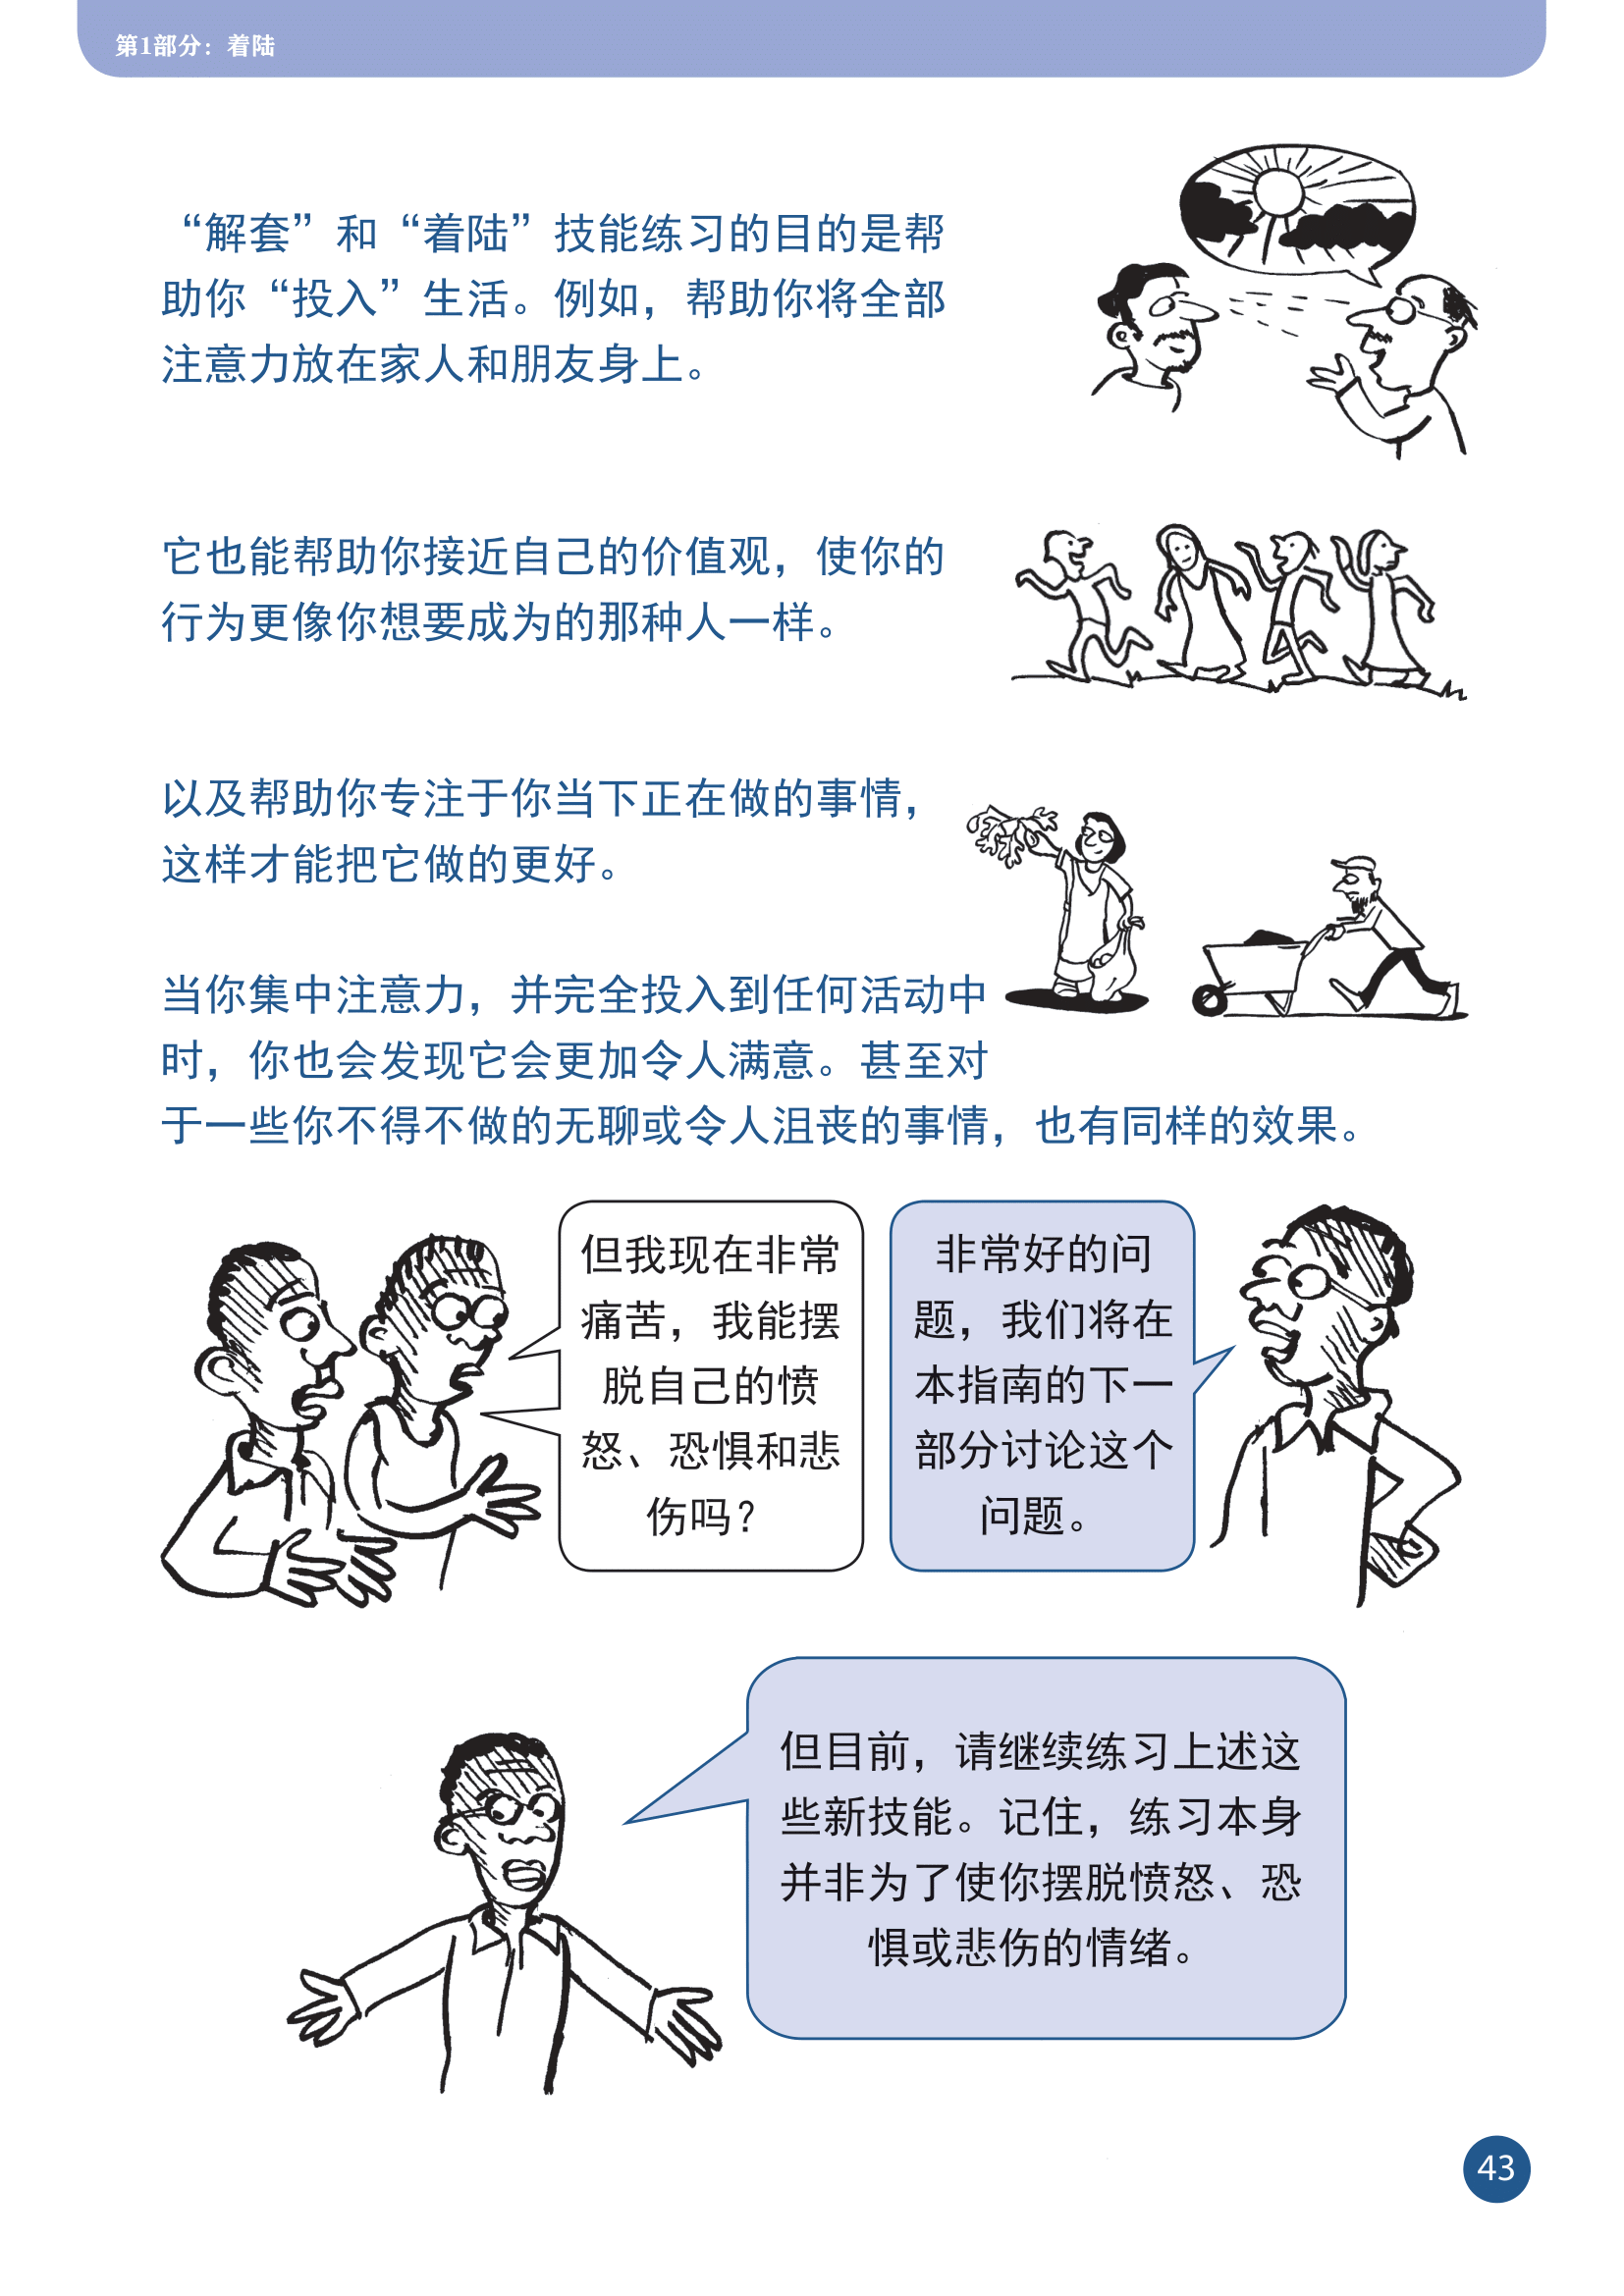 第1部分：着陆
“解套”和“着陆”技能练习的目的是帮
助你“投入”生活。例如，帮助你将全部
注意力放在家人和朋友身上。
它也能帮助你接近自己的价值观，使你的
行为更像你想要成为的那种人一样。
以及帮助你专注于你当下正在做的事情，
这样才能把它做的更好。
当你集中注意力，并完全投入到任何活动中
时，你也会发现它会更加令人满意。甚至对
于一些你不得不做的无聊或令人沮丧的事情，也有同样的效果。
但我现在非常
痛苦，我能摆
脱自己的愤
怒、恐惧和悲
伤吗？
非常好的问
题，我们将在
本指南的下一
部分讨论这个
问题。
但目前，请继续练习上述这
些新技能。记住，练习本身
并非为了使你摆脱愤怒、恐
惧或悲伤的情绪。
43